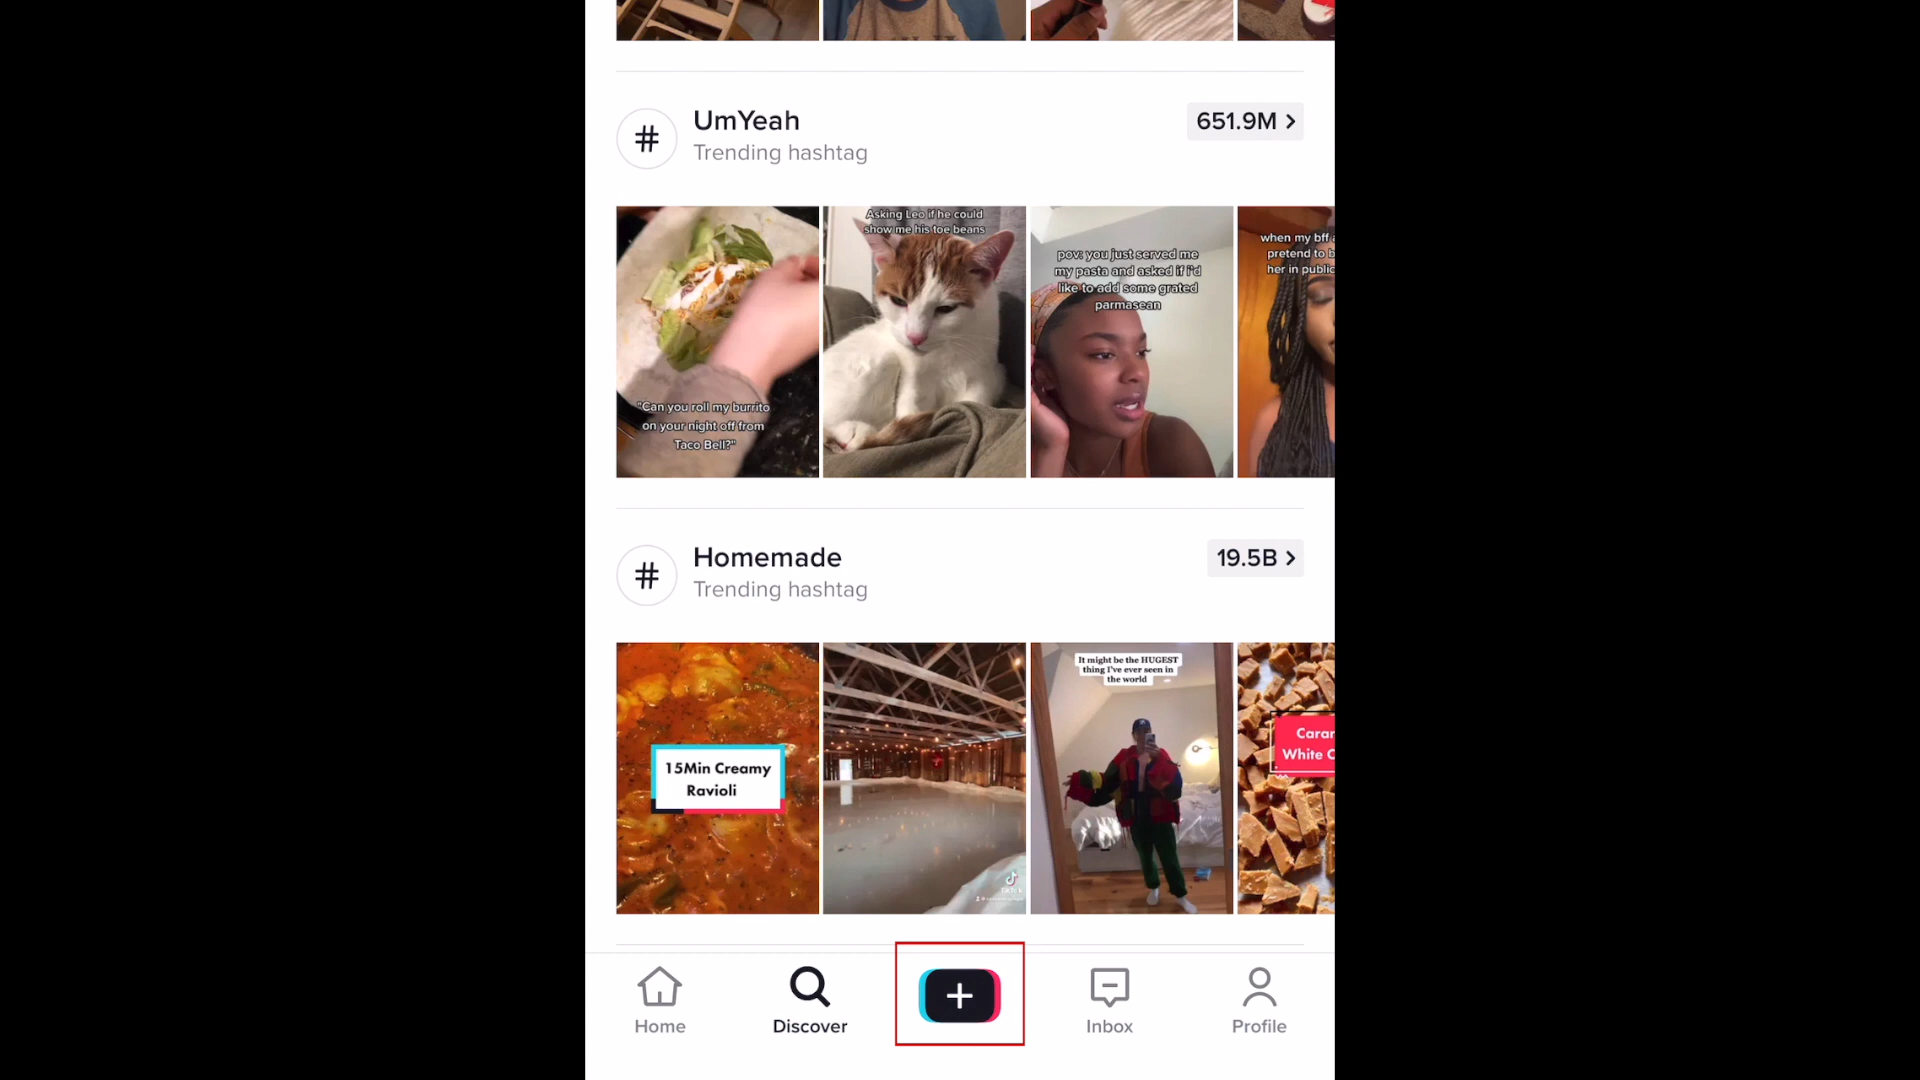 UmYeah
Trending hashtag
651.9M >
"Can you roll my burrito
on your night off from
Taco Bell?"
Asking Leo if he could
show me his toe beans
pov: you just served me
my pasta and asked if i'd
like to add some grated
parmasean
when my bff
pretend to
her in public
Homemade
Trending hashtag
19.5B >
15Min Creamy
Ravioli
TikTok
It might be the HUGEST
thing I've ever seen in
the world
White
Home
Discover
Inbox
Profile